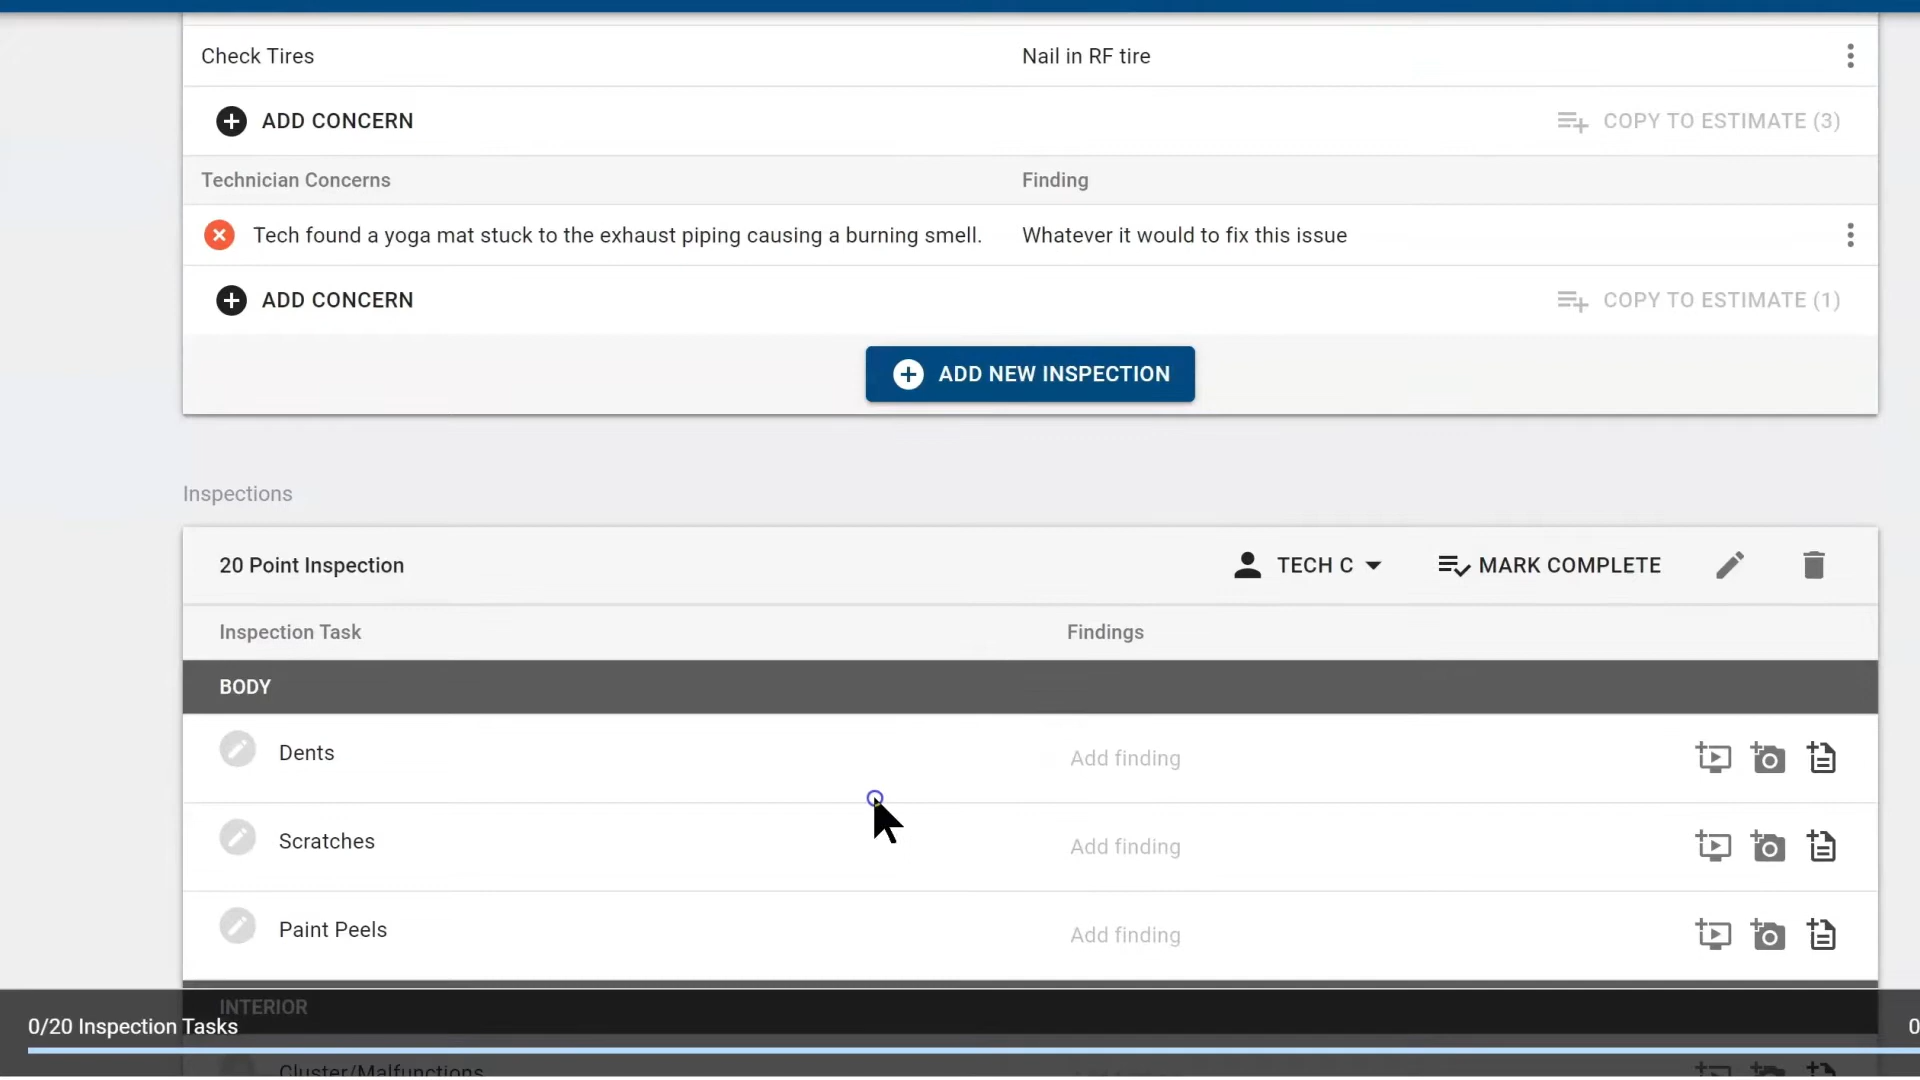 Check Tires
Nail in RF tire
ADD CONCERN
COPY TO ESTIMATE (3)
Technician Concerns
Finding
Tech found a yoga mat stuck to the exhaust piping causing a burning smell.
Whatever it would to fix this issue
ADD CONCERN
COPY TO ESTIMATE (1)
ADD NEW INSPECTION
Inspections
20 Point Inspection
TECH C
MARK COMPLETE
Inspection Task
Findings
BODY
Dents
Add finding
Scratches
Add finding
Paint Peels
Add finding
INTERIOR
0/20 Inspection Tasks
0
Cluster/Malfunctions